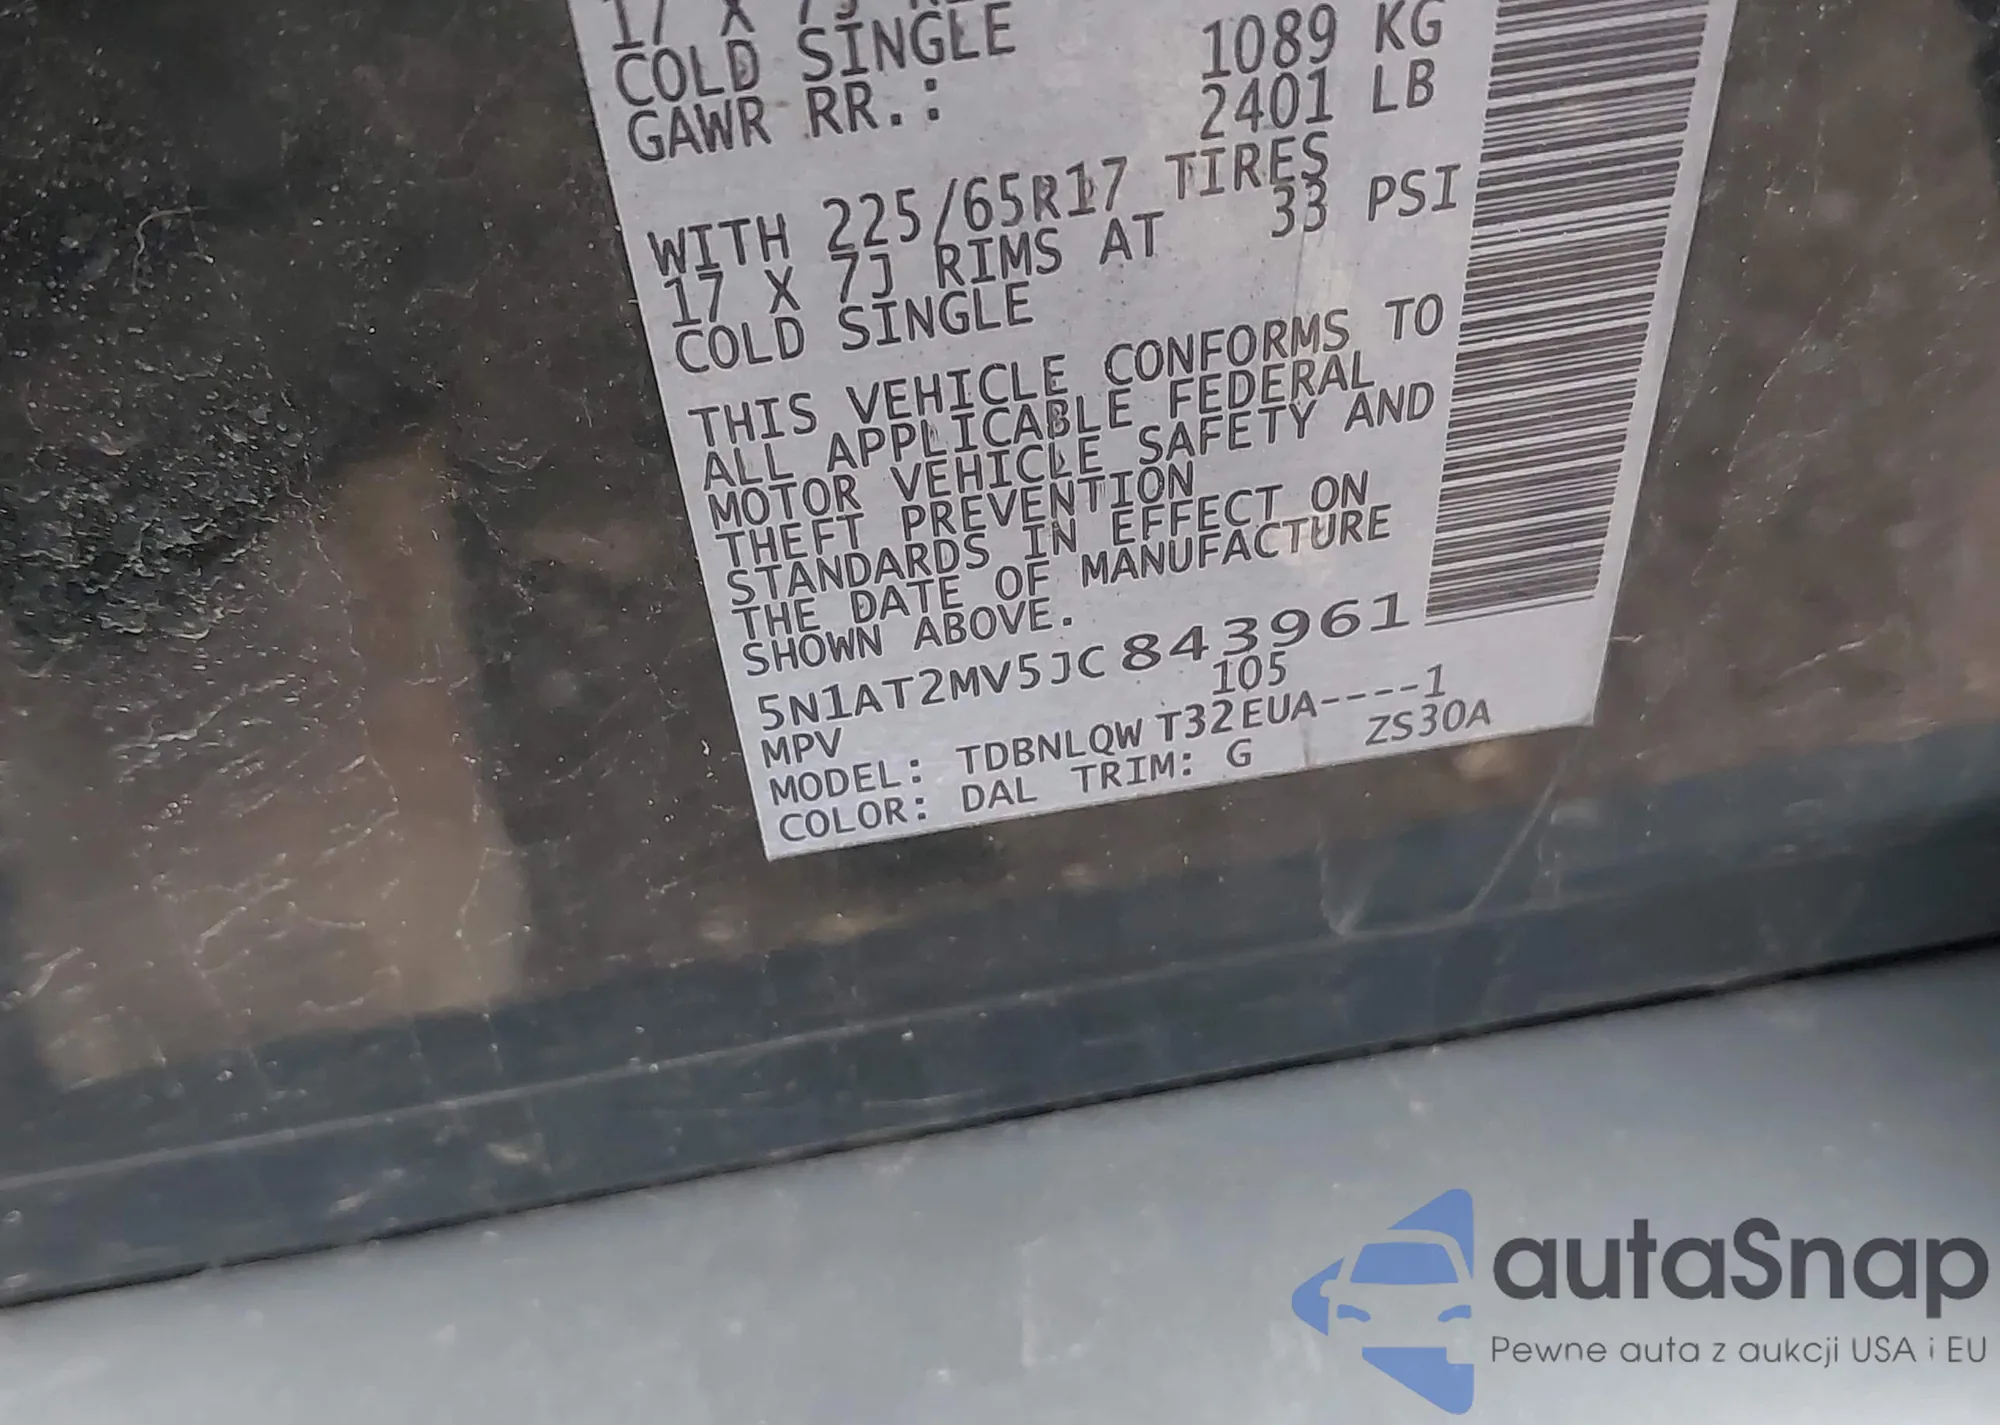 17 X 7J
COLD SINGLE
GAWR RR.: 1089 KG
2401 LB
WITH 225/65R17 TIRES
17 X 7J RIMS AT 33 PSI
COLD SINGLE
THIS VEHICLE CONFORMS TO
ALL APPLICABLE FEDERAL
MOTOR VEHICLE SAFETY AND
THEFT PREVENTION
STANDARDS IN EFFECT ON
THE DATE OF MANUFACTURE
SHOWN ABOVE.
5N1AT2MV5JC843961
MPV 105
MODEL: TDBNLQW T32EUA----1
COLOR: DAL TRIM: G ZS30A
autaSnap
Pewne auta z aukcji USA i EU